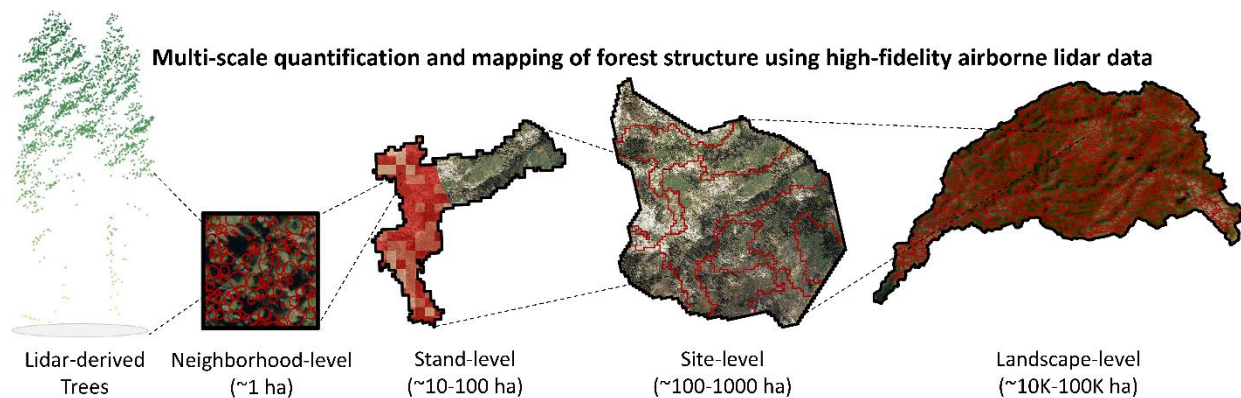 Multi-scale quantification and mapping of forest structure using high-fidelity airborne lidar data
Lidar-derived
Trees
Neighborhood-level
(~1 ha)
Stand-level
(~10-100 ha)
Site-level
(~100-1000 ha)
Landscape-level
(~10K-100K ha)